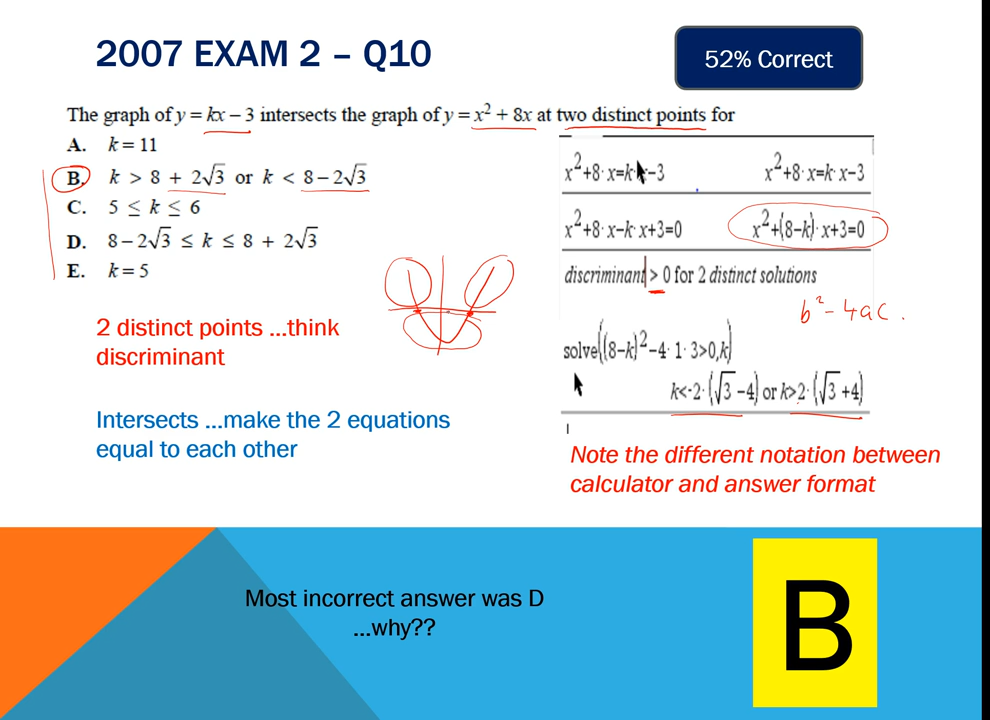 2007 EXAM 2 – Q10
52% Correct
The graph of y = kx – 3 intersects the graph of y = x² + 8x at two distinct points for
A. k = 11
B. k > 8 + 2√3 or k < 8 – 2√3
C. 5 ≤ k ≤ 6
D. 8 – 2√3 ≤ k ≤ 8 + 2√3
E. k = 5
x²+8·x=k·x−3 x²+8·x=k·x−3
x²+8·x−k·x+3=0 x²+(8−k)·x+3=0
discriminant > 0 for 2 distinct solutions
b² − 4ac.
solve((8−k)²−4·1·3>0,k)
k<-2·(√3−4) or k>2·(√3+4)
2 distinct points ...think
discriminant
Intersects ...make the 2 equations
equal to each other
Note the different notation between
calculator and answer format
Most incorrect answer was D
...why??
B